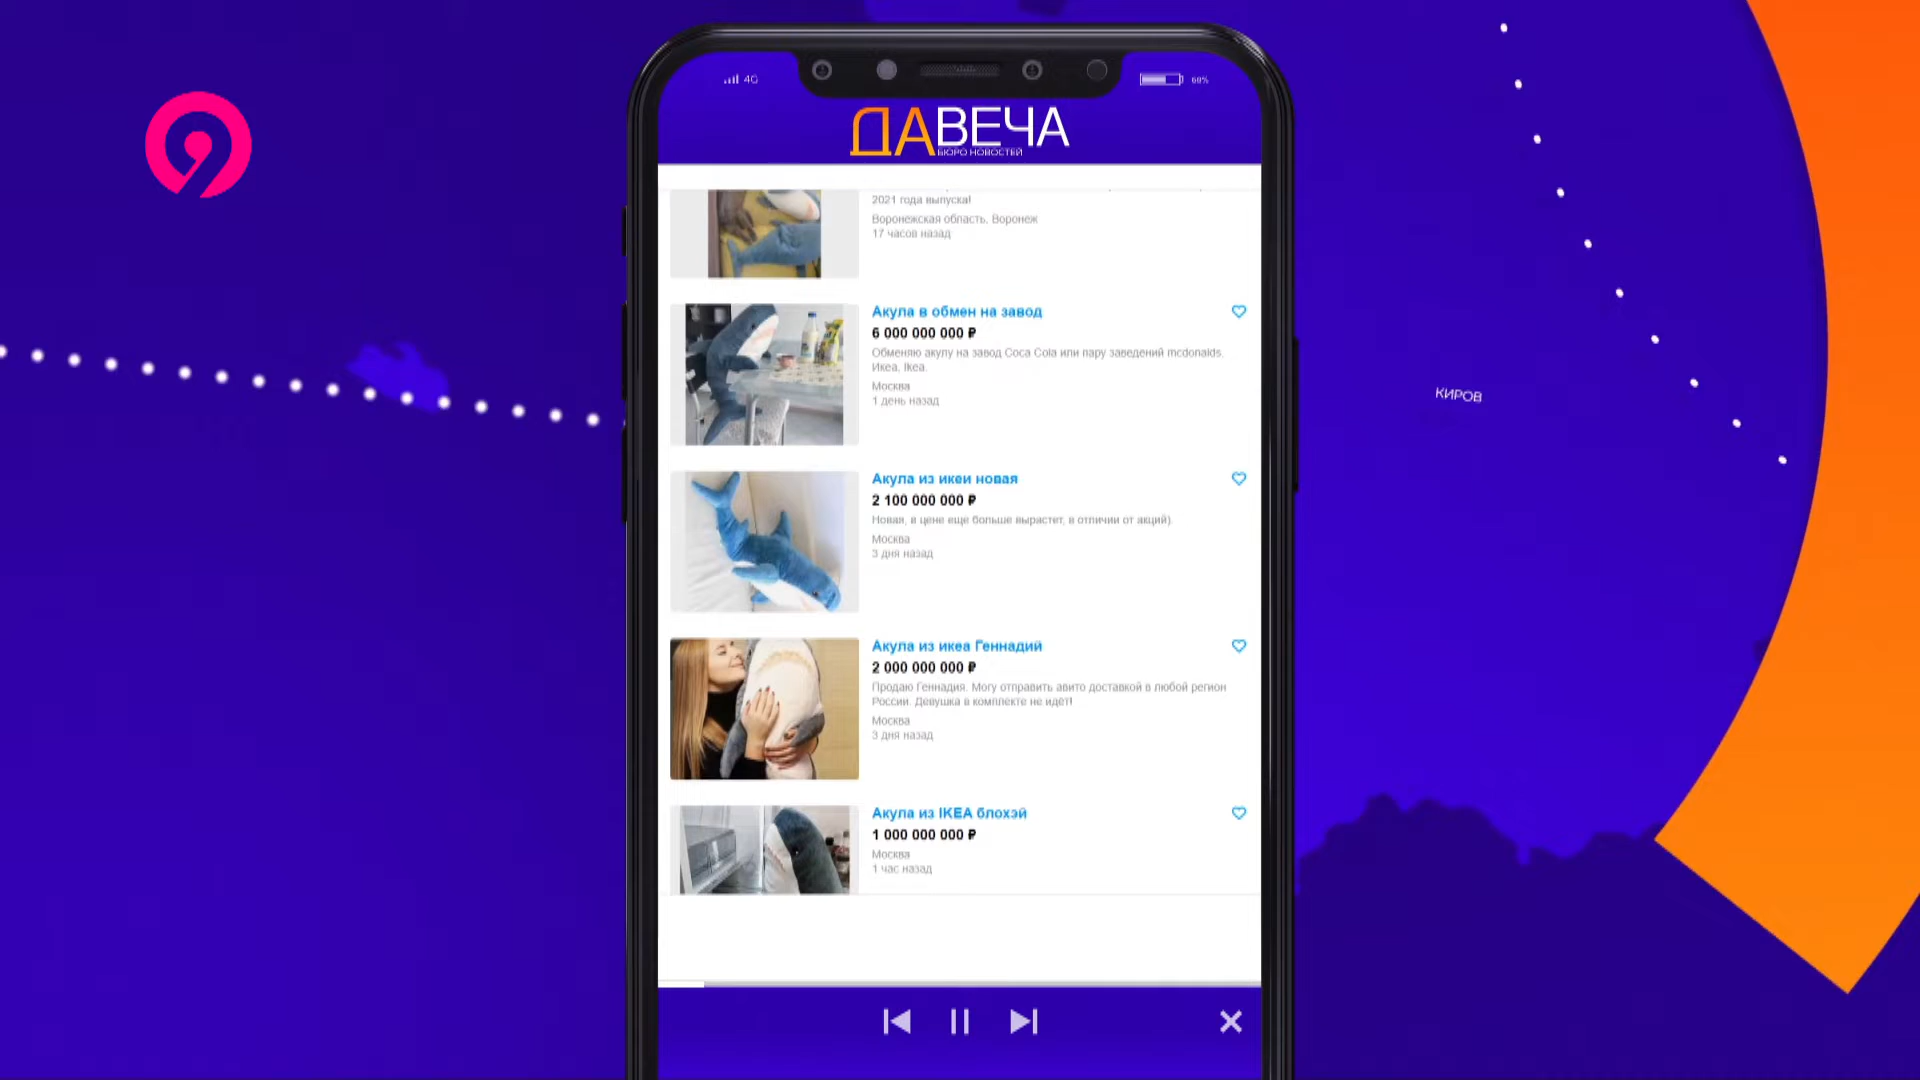 4G
68%
ДАВЕЧА
БЮРО НОВОСТЕЙ
2021 года выпуска!
Воронежская область, Воронеж
17 часов назад
Акула в обмен на завод
6 000 000 000 ₽
Обменяю акулу на завод Coca Cola или пару заведений mcdonalds.
Икеа, Ikea.
Москва
1 день назад
Акула из икеи новая
2 100 000 000 ₽
Новая, в цене еще больше вырастет, в отличии от акций).
Москва
3 дня назад
Акула из икеа Геннадий
2 000 000 000 ₽
Продаю Геннадия. Могу отправить авито доставкой в любой регион
России. Девушка в комплекте не идёт!
Москва
3 дня назад
Акула из IKEA блохэй
1 000 000 000 ₽
Москва
1 час назад
КИРОВ